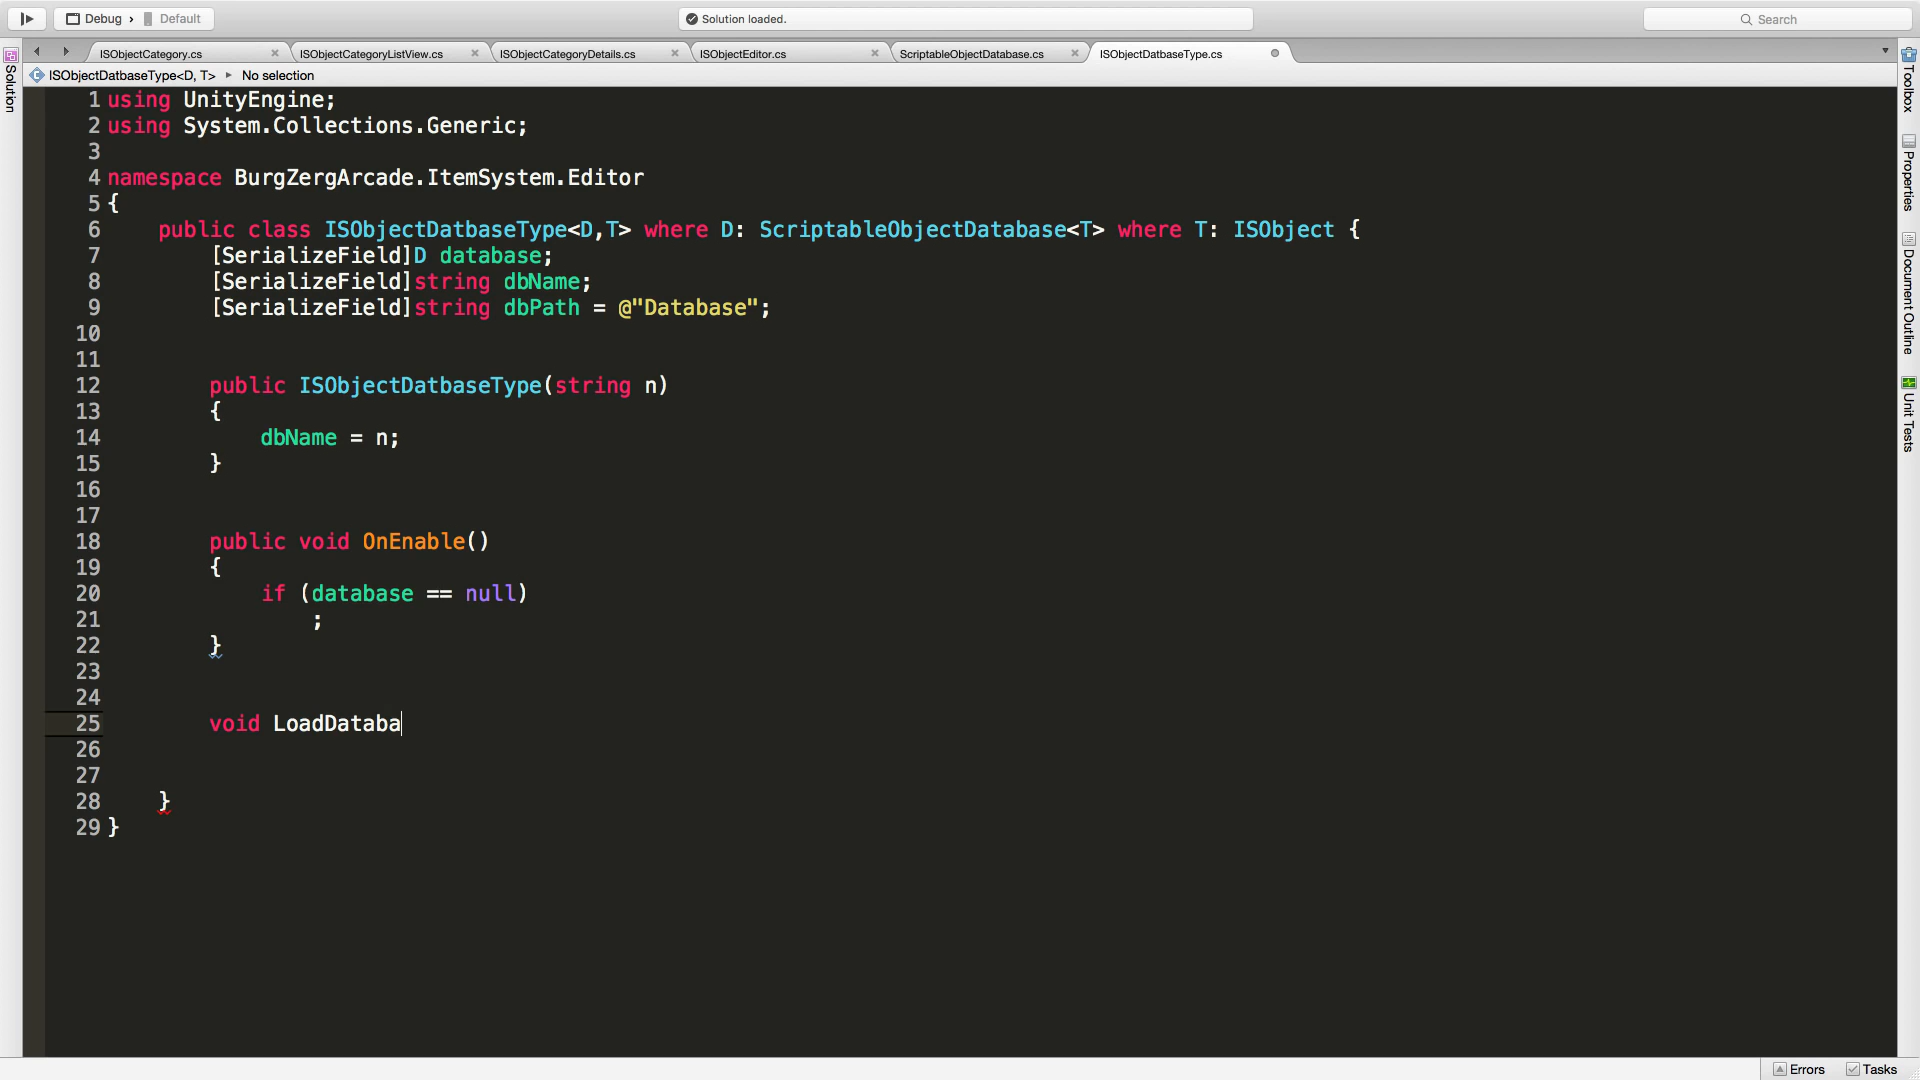 Debug › Default
Solution loaded.
Search
ISObjectCategory.cs
ISObjectCategoryListView.cs
ISObjectCategoryDetails.cs
ISObjectEditor.cs
ScriptableObjectDatabase.cs
ISObjectDatbaseType.cs
ISObjectDatbaseType<D, T> ▸ No selection
Solution
Toolbox
Properties
Document Outline
Unit Tests
1 using UnityEngine;
2 using System.Collections.Generic;
3
4 namespace BurgZergArcade.ItemSystem.Editor
5 {
6 public class ISObjectDatbaseType<D,T> where D: ScriptableObjectDatabase<T> where T: ISObject {
7 [SerializeField]D database;
8 [SerializeField]string dbName;
9 [SerializeField]string dbPath = @"Database";
10
11
12 public ISObjectDatbaseType(string n)
13 {
14 dbName = n;
15 }
16
17
18 public void OnEnable()
19 {
20 if (database == null)
21 ;
22 }
23
24
25 void LoadDataba
26
27
28 }
29 }
Errors
Tasks